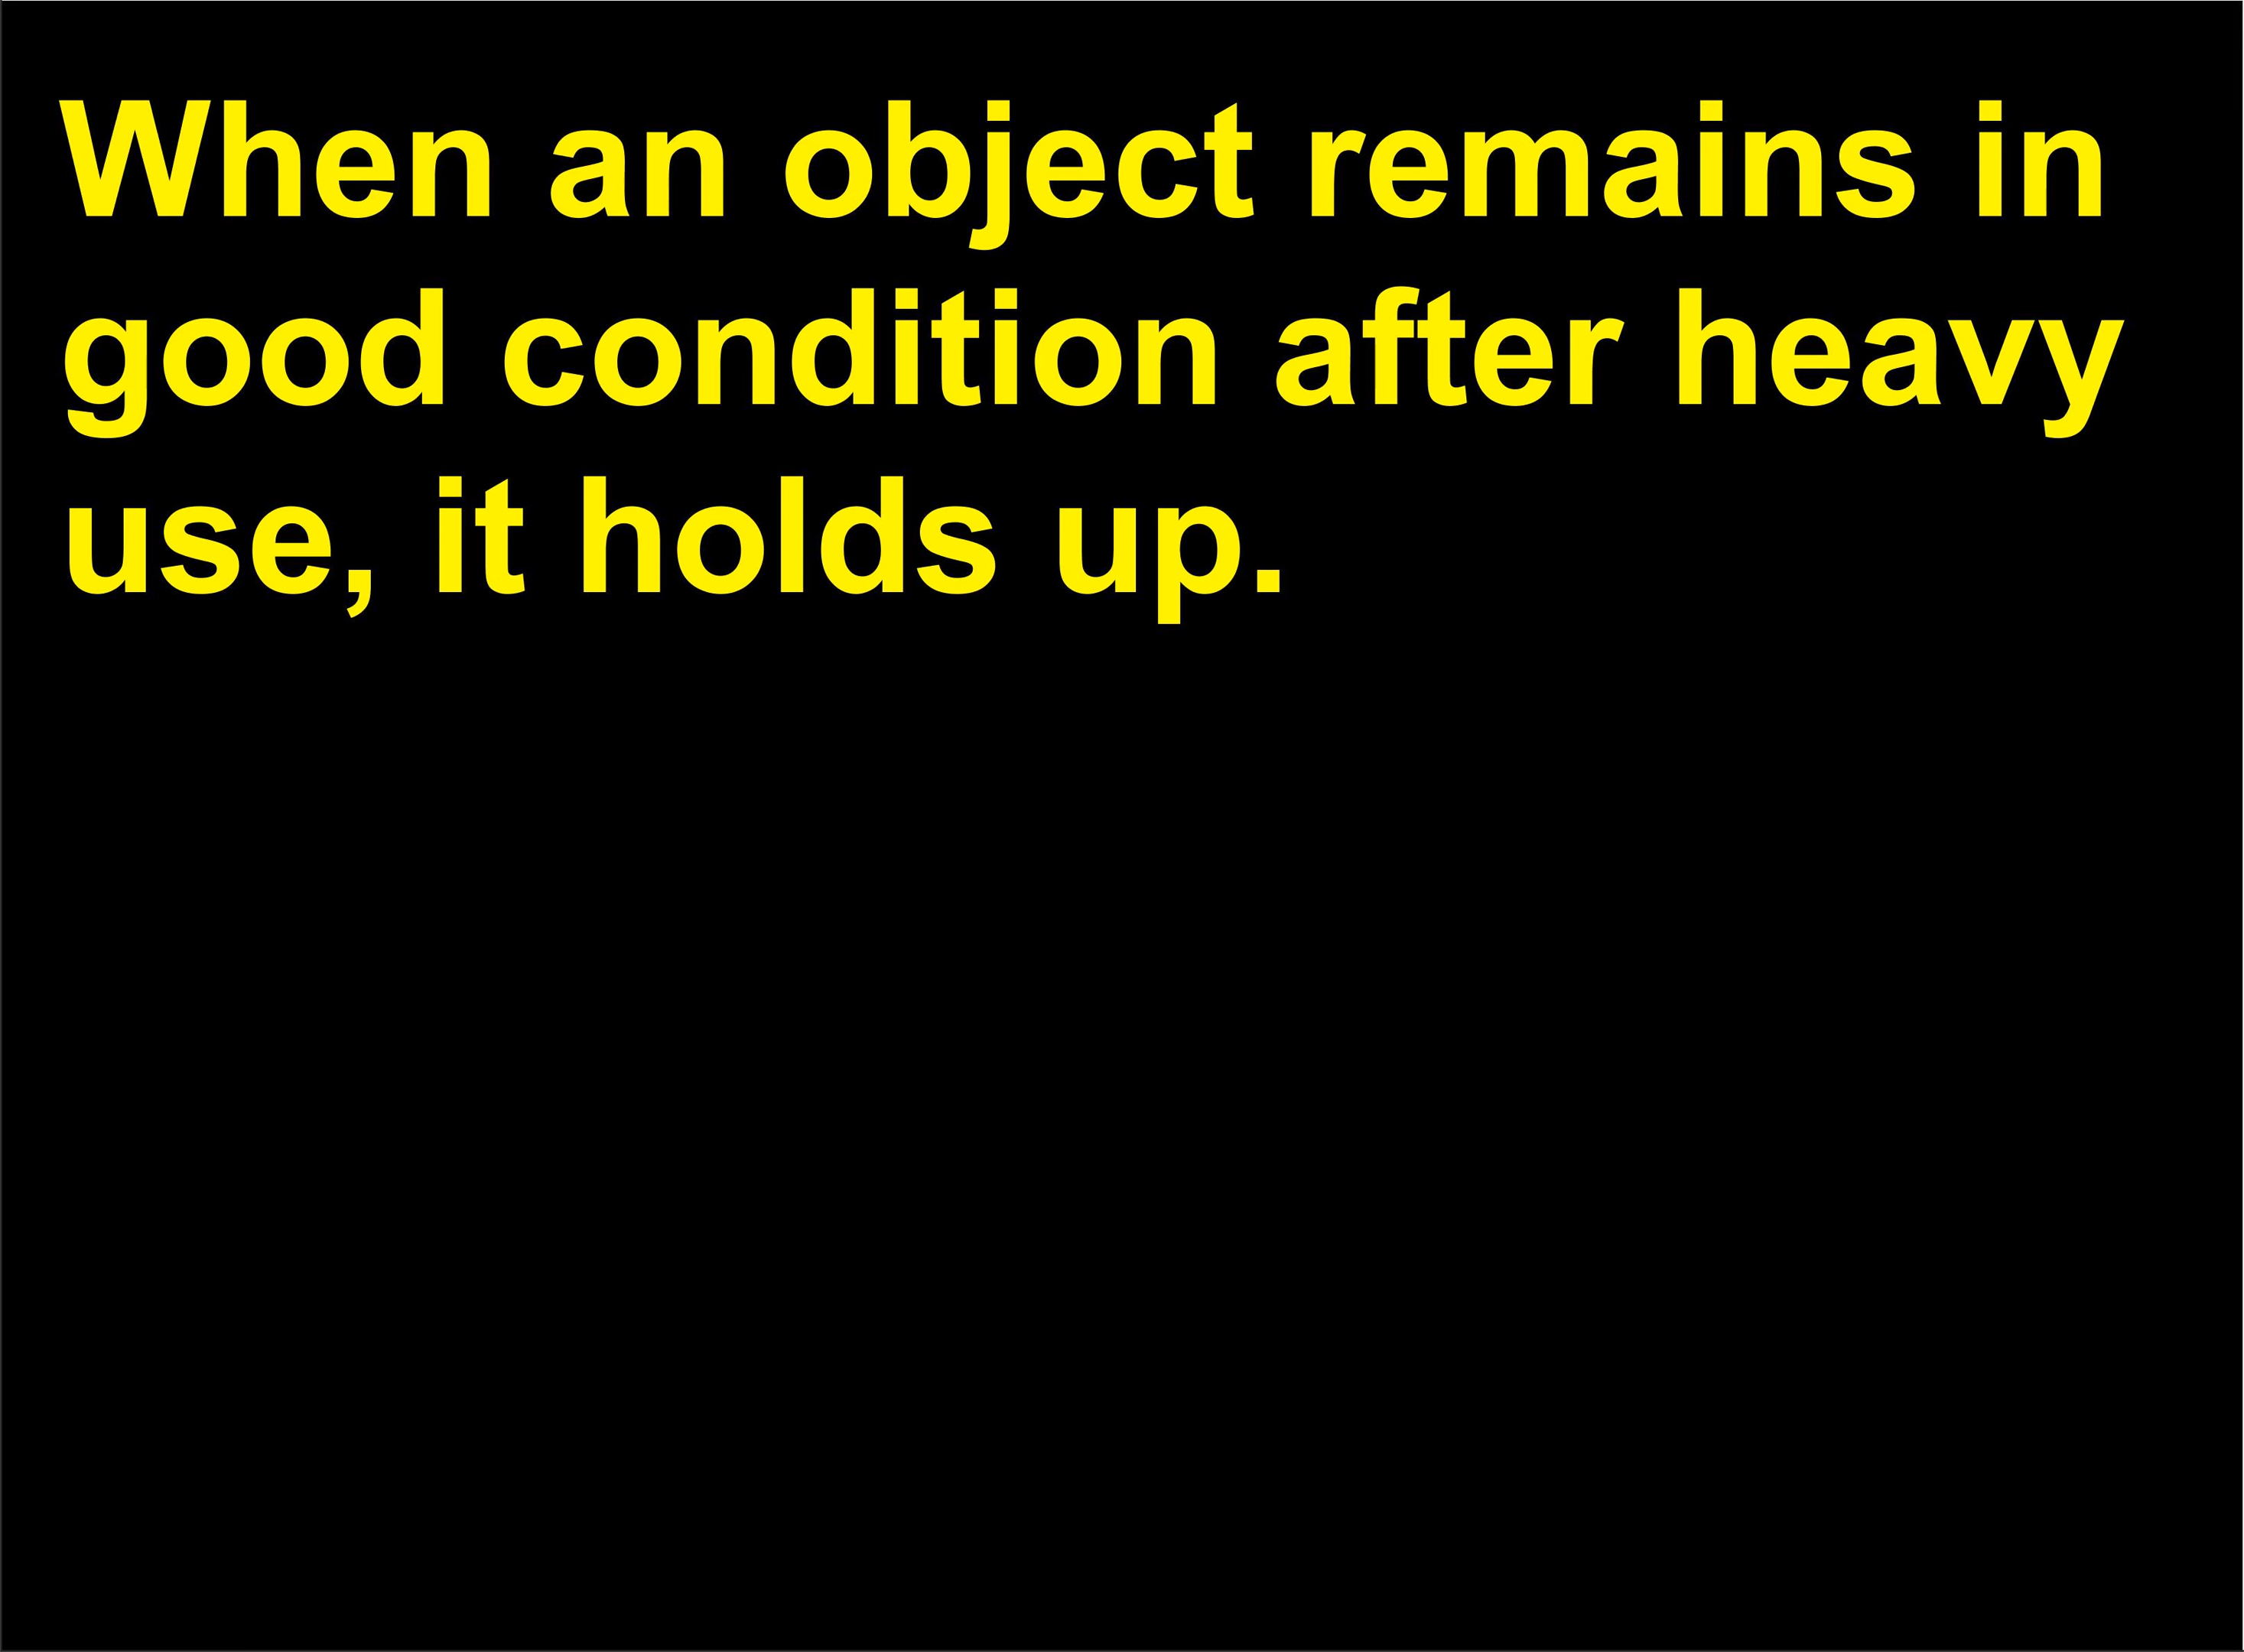 When an object remains in
good condition after heavy
use, it holds up.